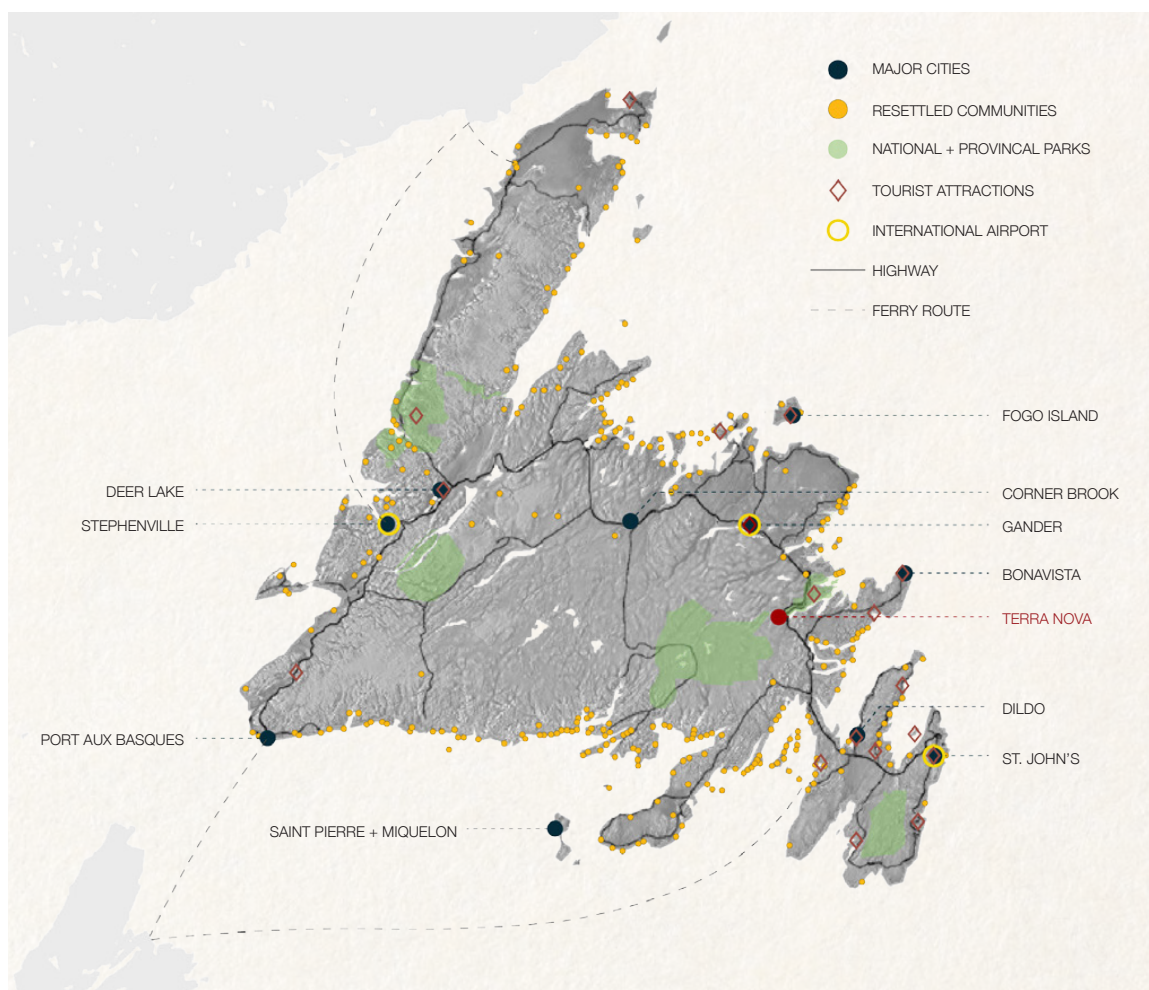 MAJOR CITIES
RESETTLED COMMUNITIES
NATIONAL + PROVINCAL PARKS
TOURIST ATTRACTIONS
INTERNATIONAL AIRPORT
HIGHWAY
FERRY ROUTE
FOGO ISLAND
DEER LAKE
CORNER BROOK
STEPHENVILLE
GANDER
BONAVISTA
TERRA NOVA
DILDO
PORT AUX BASQUES
ST. JOHN'S
SAINT PIERRE + MIQUELON